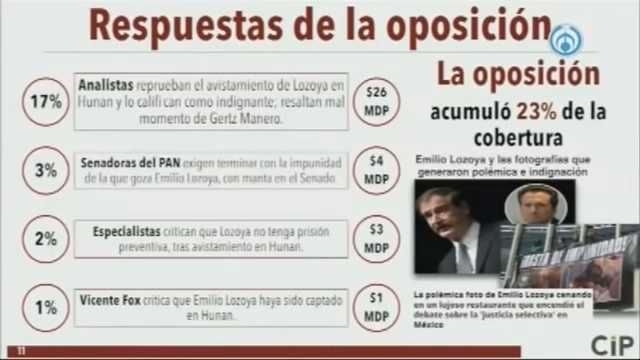 Respuestas de la oposición
17%
Analistas reprueban el avistamiento de Lozoya en
Hunan y lo califican como indignante; resaltan mal
momento de Gertz Manero.
$26
MDP
3%
Senadoras del PAN exigen terminar con la impunidad
de la que goza Emilio Lozoya, con manta en el Senado.
$4
MDP
2%
Especialistas critican que Lozoya no tenga prisión
preventiva, tras avistamiento en Hunan.
$3
MDP
1%
Vicente Fox critica que Emilio Lozoya haya sido captado
en Hunan.
$1
MDP
La oposición
acumuló 23% de la
cobertura
Emilio Lozoya y las fotografías que
generaron polémica e indignación
BASTA DE IMPUNIDAD
La polémica foto de Emilio Lozoya cenando
en un lujoso restaurante que encendió el
debate sobre la 'justicia selectiva' en
México
11
CiP